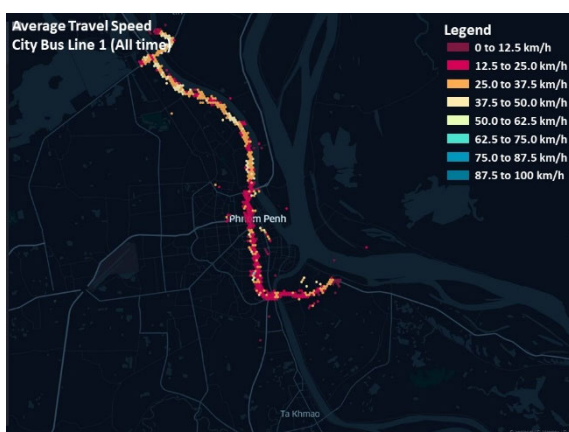 Average Travel Speed
City Bus Line 1 (All time)
Legend
0 to 12.5 km/h
12.5 to 25.0 km/h
25.0 to 37.5 km/h
37.5 to 50.0 km/h
50.0 to 62.5 km/h
62.5 to 75.0 km/h
75.0 to 87.5 km/h
87.5 to 100 km/h
Phnom Penh
Ta Khmao